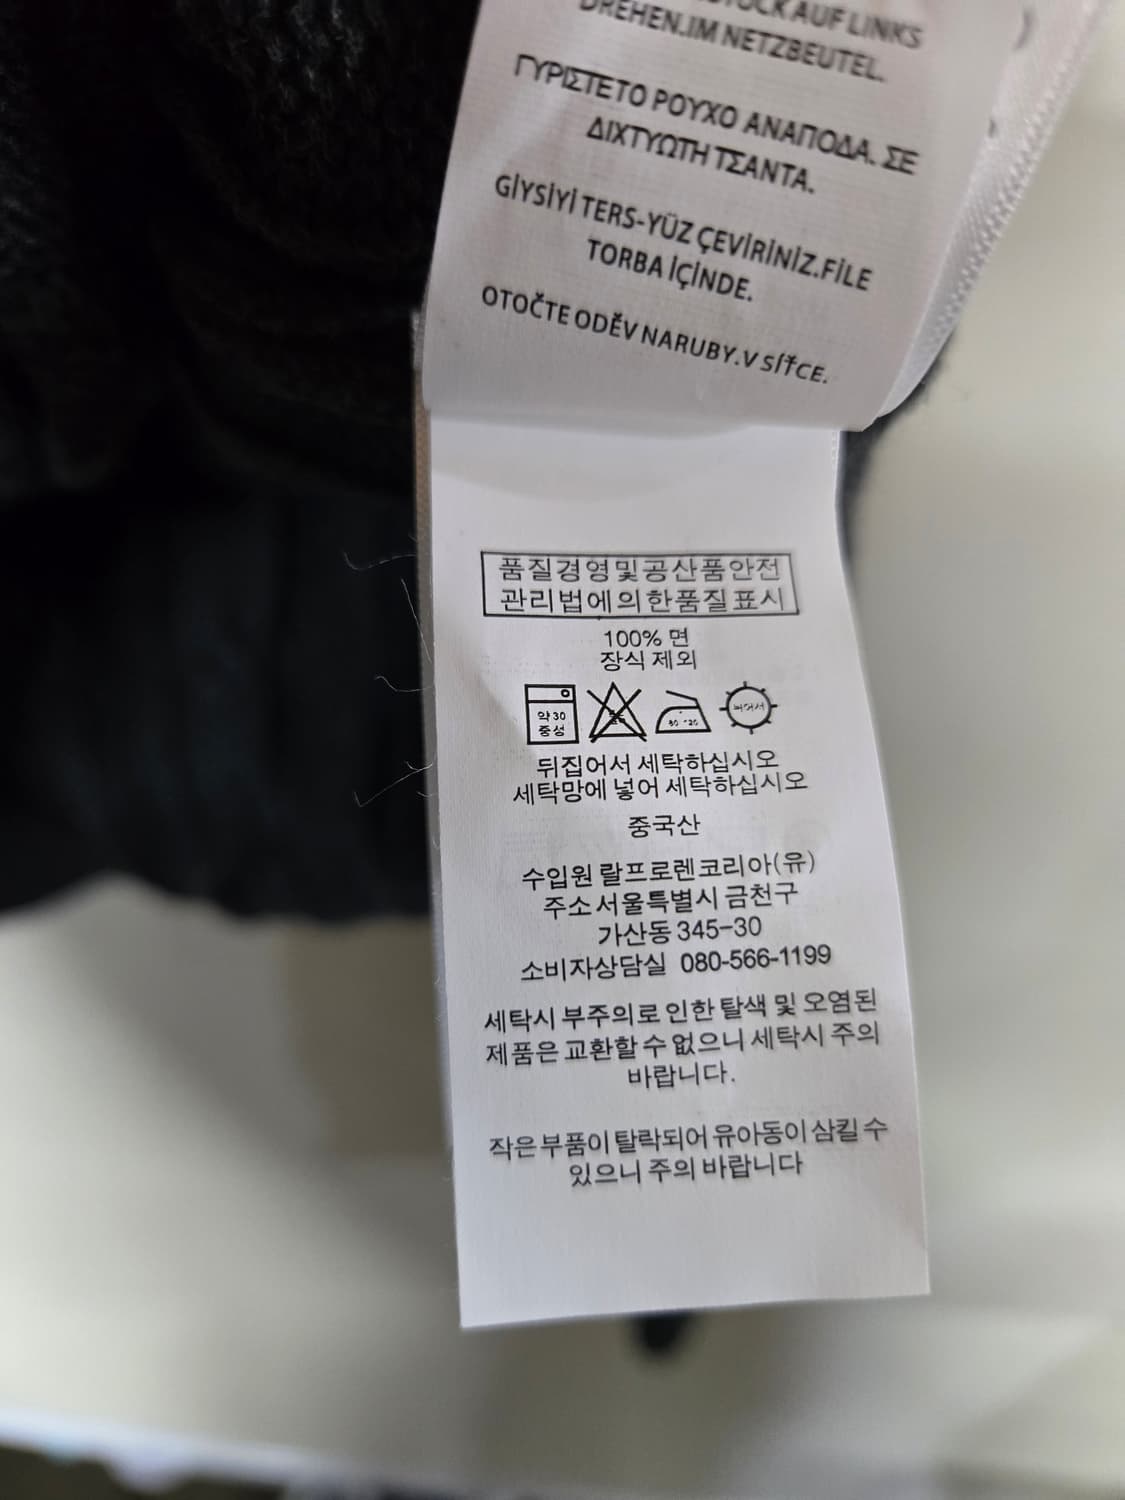 STÜCK AUF LINKS
DREHEN.IM NETZBEUTEL.
ΓΥΡΙΣΤΕ ΤΟ ΡΟΥΧΟ ΑΝΑΠΟΔΑ. ΣΕ
ΔΙΧΤΥΩΤΗ ΤΣΑΝΤΑ.
GİYSİYİ TERS-YÜZ ÇEVİRİNİZ.FİLE
TORBA İÇİNDE.
OTOČTE ODĚV NARUBY.V SÍŤCE.
품질경영및공산품안전
관리법에의한품질표시
100% 면
장식 제외
약30
중성
뒤집어서 세탁하십시오
세탁망에 넣어 세탁하십시오
중국산
수입원 랄프로렌코리아(유)
주소 서울특별시 금천구
가산동 345-30
소비자상담실 080-566-1199
세탁시 부주의로 인한 탈색 및 오염된
제품은 교환할 수 없으니 세탁시 주의
바랍니다.
작은 부품이 탈락되어 유아동이 삼킬 수
있으니 주의 바랍니다